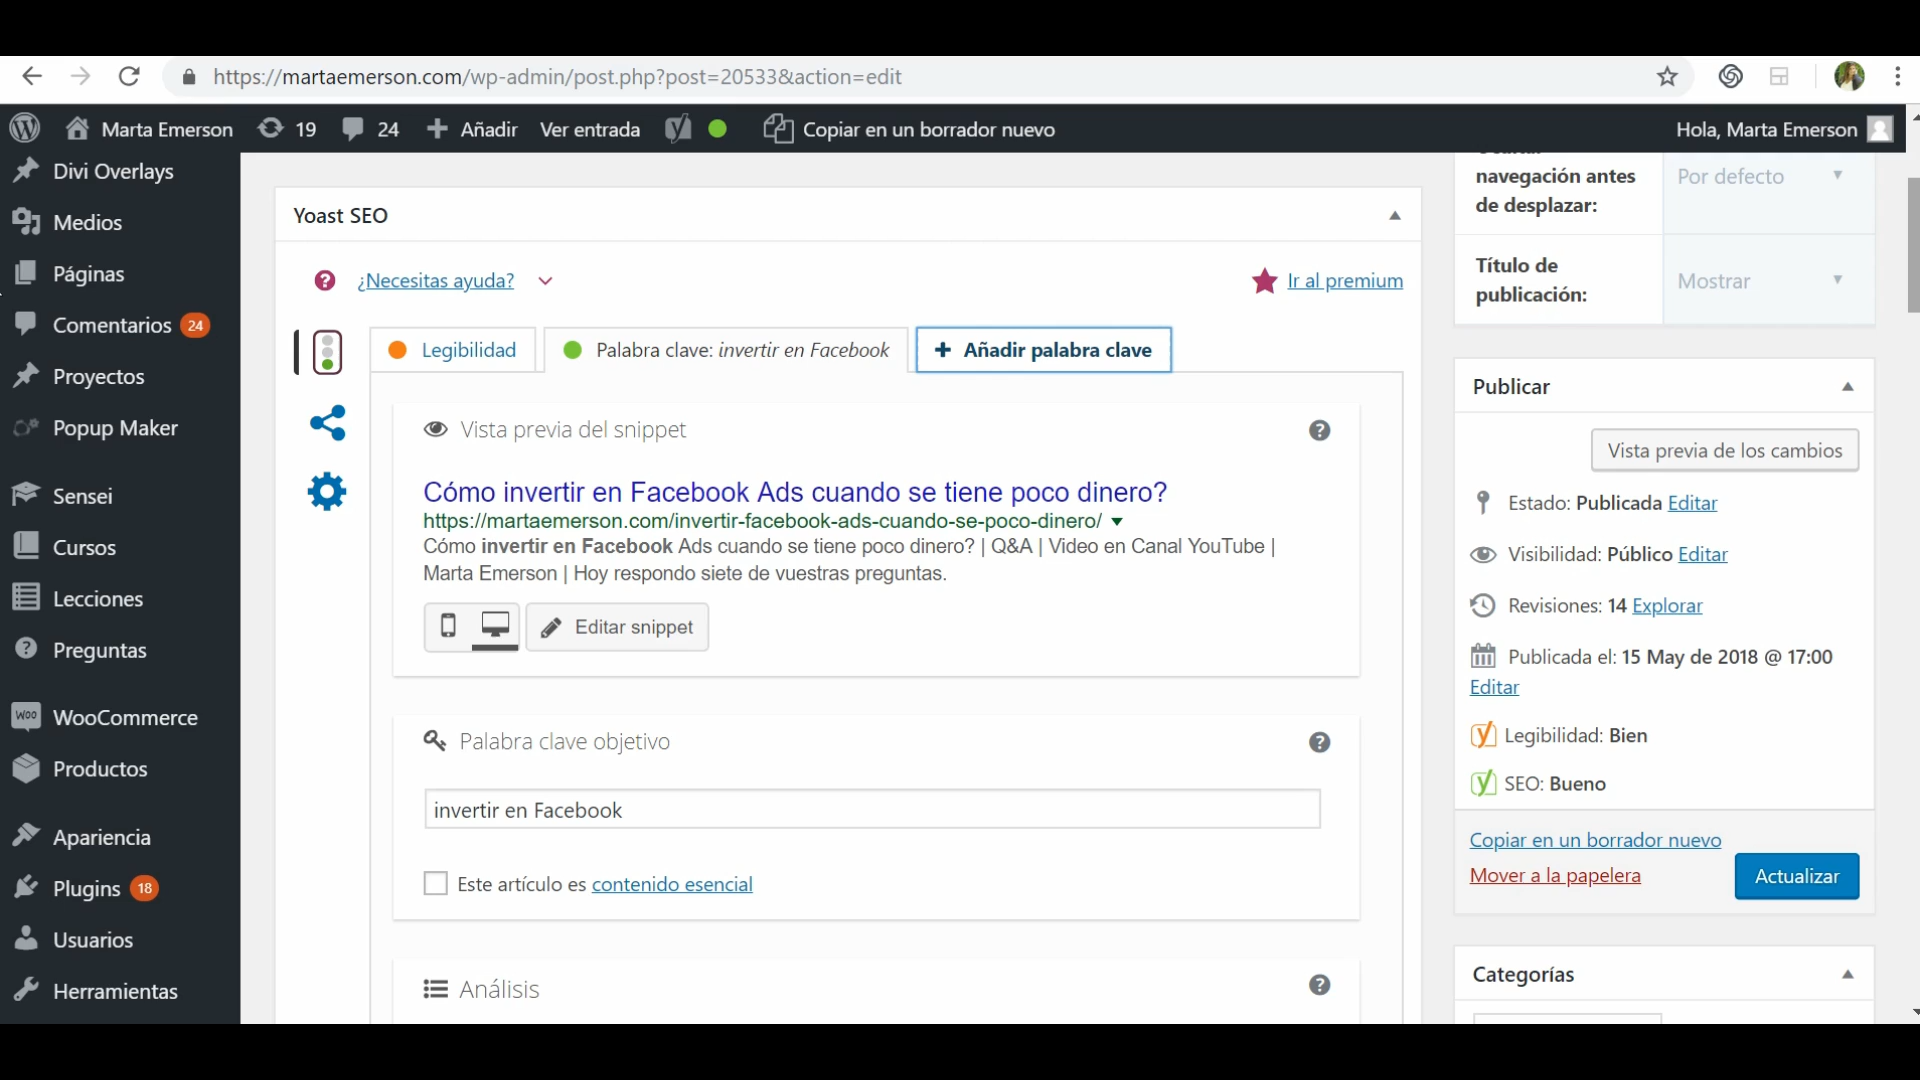 https://martaemerson.com/wp-admin/post.php?post=20533&action=edit
Marta Emerson 19 24 Añadir Ver entrada Copiar en un borrador nuevo Hola, Marta Emerson
Divi Overlays
Medios
Páginas
Comentarios 24
Proyectos
Popup Maker
Sensei
Cursos
Lecciones
Preguntas
WooCommerce
Productos
Apariencia
Plugins 18
Usuarios
Herramientas
Yoast SEO
¿Necesitas ayuda?
Ir al premium
Legibilidad
Palabra clave: invertir en Facebook
+ Añadir palabra clave
Vista previa del snippet
Cómo invertir en Facebook Ads cuando se tiene poco dinero?
https://martaemerson.com/invertir-facebook-ads-cuando-se-poco-dinero/
Cómo invertir en Facebook Ads cuando se tiene poco dinero? | Q&A | Video en Canal YouTube |
Marta Emerson | Hoy respondo siete de vuestras preguntas.
Editar snippet
Palabra clave objetivo
invertir en Facebook
Este artículo es contenido esencial
Análisis
navegación antes
de desplazar:
Por defecto
Título de
publicación:
Mostrar
Publicar
Vista previa de los cambios
Estado: Publicada Editar
Visibilidad: Público Editar
Revisiones: 14 Explorar
Publicada el: 15 May de 2018 @ 17:00
Editar
Legibilidad: Bien
SEO: Bueno
Copiar en un borrador nuevo
Mover a la papelera
Actualizar
Categorías